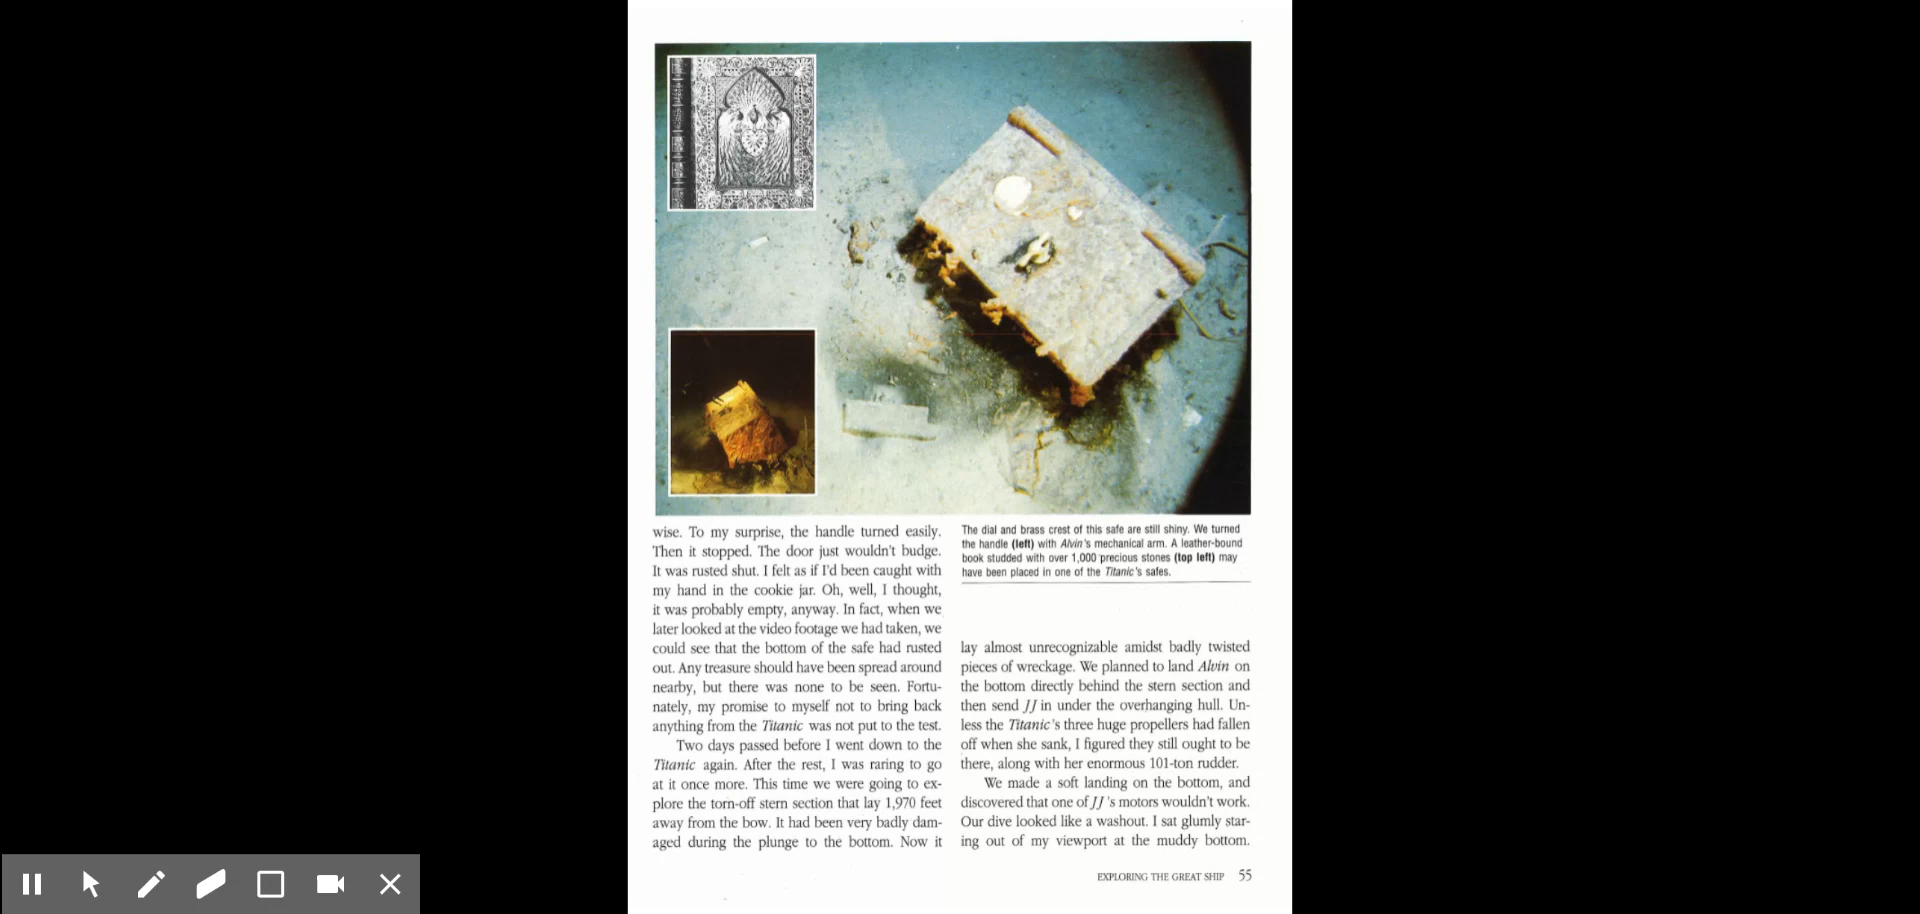 wise. To my surprise, the handle turned easily.
Then it stopped. The door just wouldn't budge.
It was rusted shut. I felt as if I'd been caught with
my hand in the cookie jar. Oh, well, I thought,
it was probably empty, anyway. In fact, when we
later looked at the video footage we had taken, we
could see that the bottom of the safe had rusted
out. Any treasure should have been spread around
nearby, but there was none to be seen. Fortu-
nately, my promise to myself not to bring back
anything from the Titanic was not put to the test.
Two days passed before I went down to the
Titanic again. After the rest, I was raring to go
at it once more. This time we were going to ex-
plore the torn-off stern section that lay 1,970 feet
away from the bow. It had been very badly dam-
aged during the plunge to the bottom. Now it
The dial and brass crest of this safe are still shiny. We turned
the handle (left) with Alvin's mechanical arm. A leather-bound
book studded with over 1,000 precious stones (top left) may
have been placed in one of the Titanic's safes.
lay almost unrecognizable amidst badly twisted
pieces of wreckage. We planned to land Alvin on
the bottom directly behind the stern section and
then send JJ in under the overhanging hull. Un-
less the Titanic's three huge propellers had fallen
off when she sank, I figured they still ought to be
there, along with her enormous 101-ton rudder.
We made a soft landing on the bottom, and
discovered that one of JJ's motors wouldn't work.
Our dive looked like a washout. I sat glumly star-
ing out of my viewport at the muddy bottom.
EXPLORING THE GREAT SHIP 55